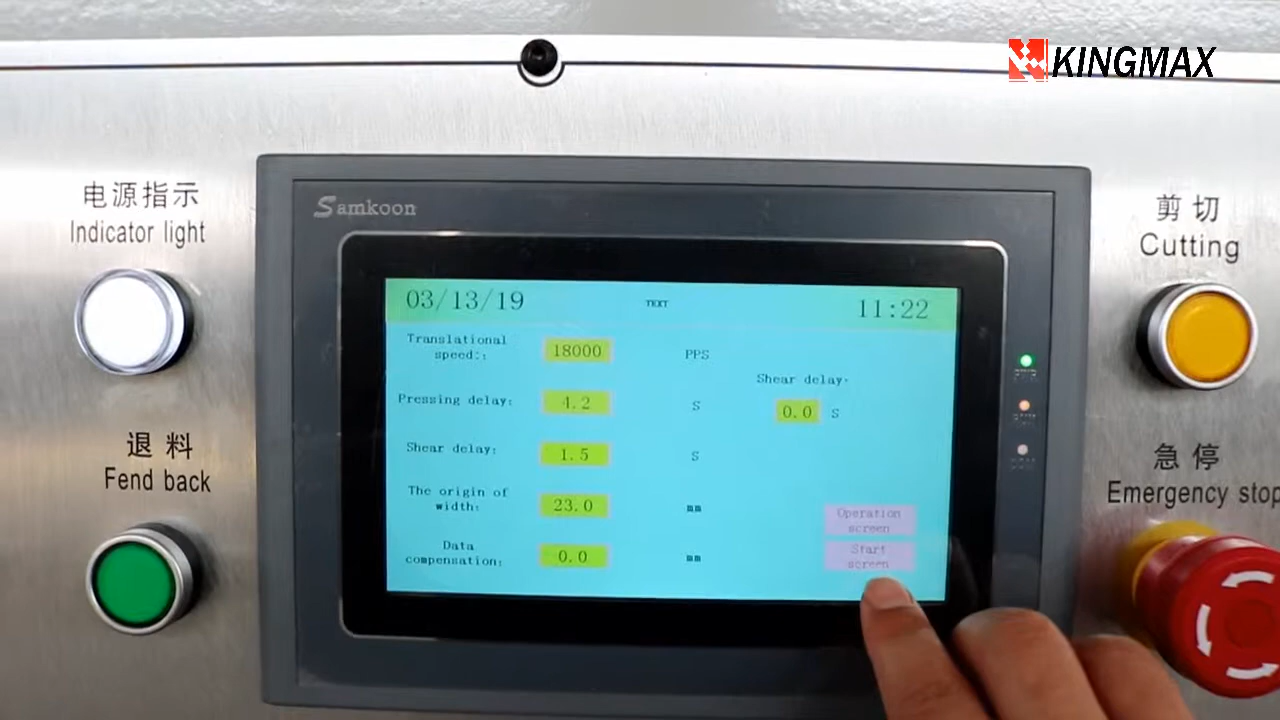 KINGMAX
电源指示
Indicator light
退料
Fend back
Samkoon
03/13/19
TEXT
11:22
Translational
speed::
18000
PPS
Pressing delay:
4.2
S
Shear delay:
1.5
S
The origin of
width:
23.0
mm
Data
compensation:
0.0
mm
Shear delay:
0.0
S
Operation
screen
Start
screen
剪切
Cutting
急停
Emergency stop